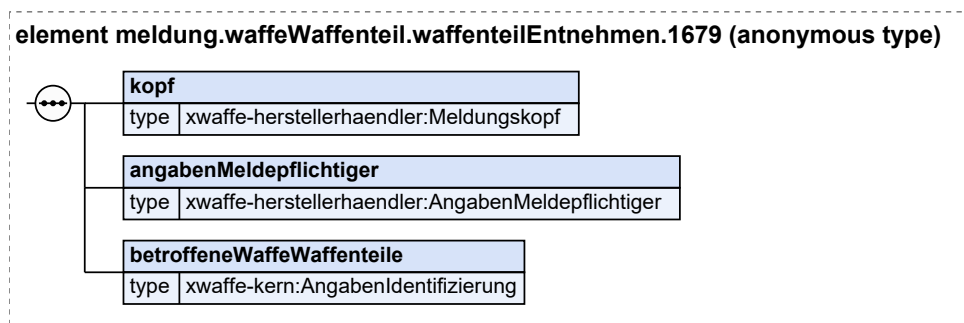 element meldung.waffeWaffenteil.waffenteilEntnehmen.1679 (anonymous type)
kopf
type xwaffe-herstellerhaendler:Meldungskopf
angabenMeldepflichtiger
type xwaffe-herstellerhaendler:AngabenMeldepflichtiger
betroffeneWaffeWaffenteile
type xwaffe-kern:AngabenIdentifizierung